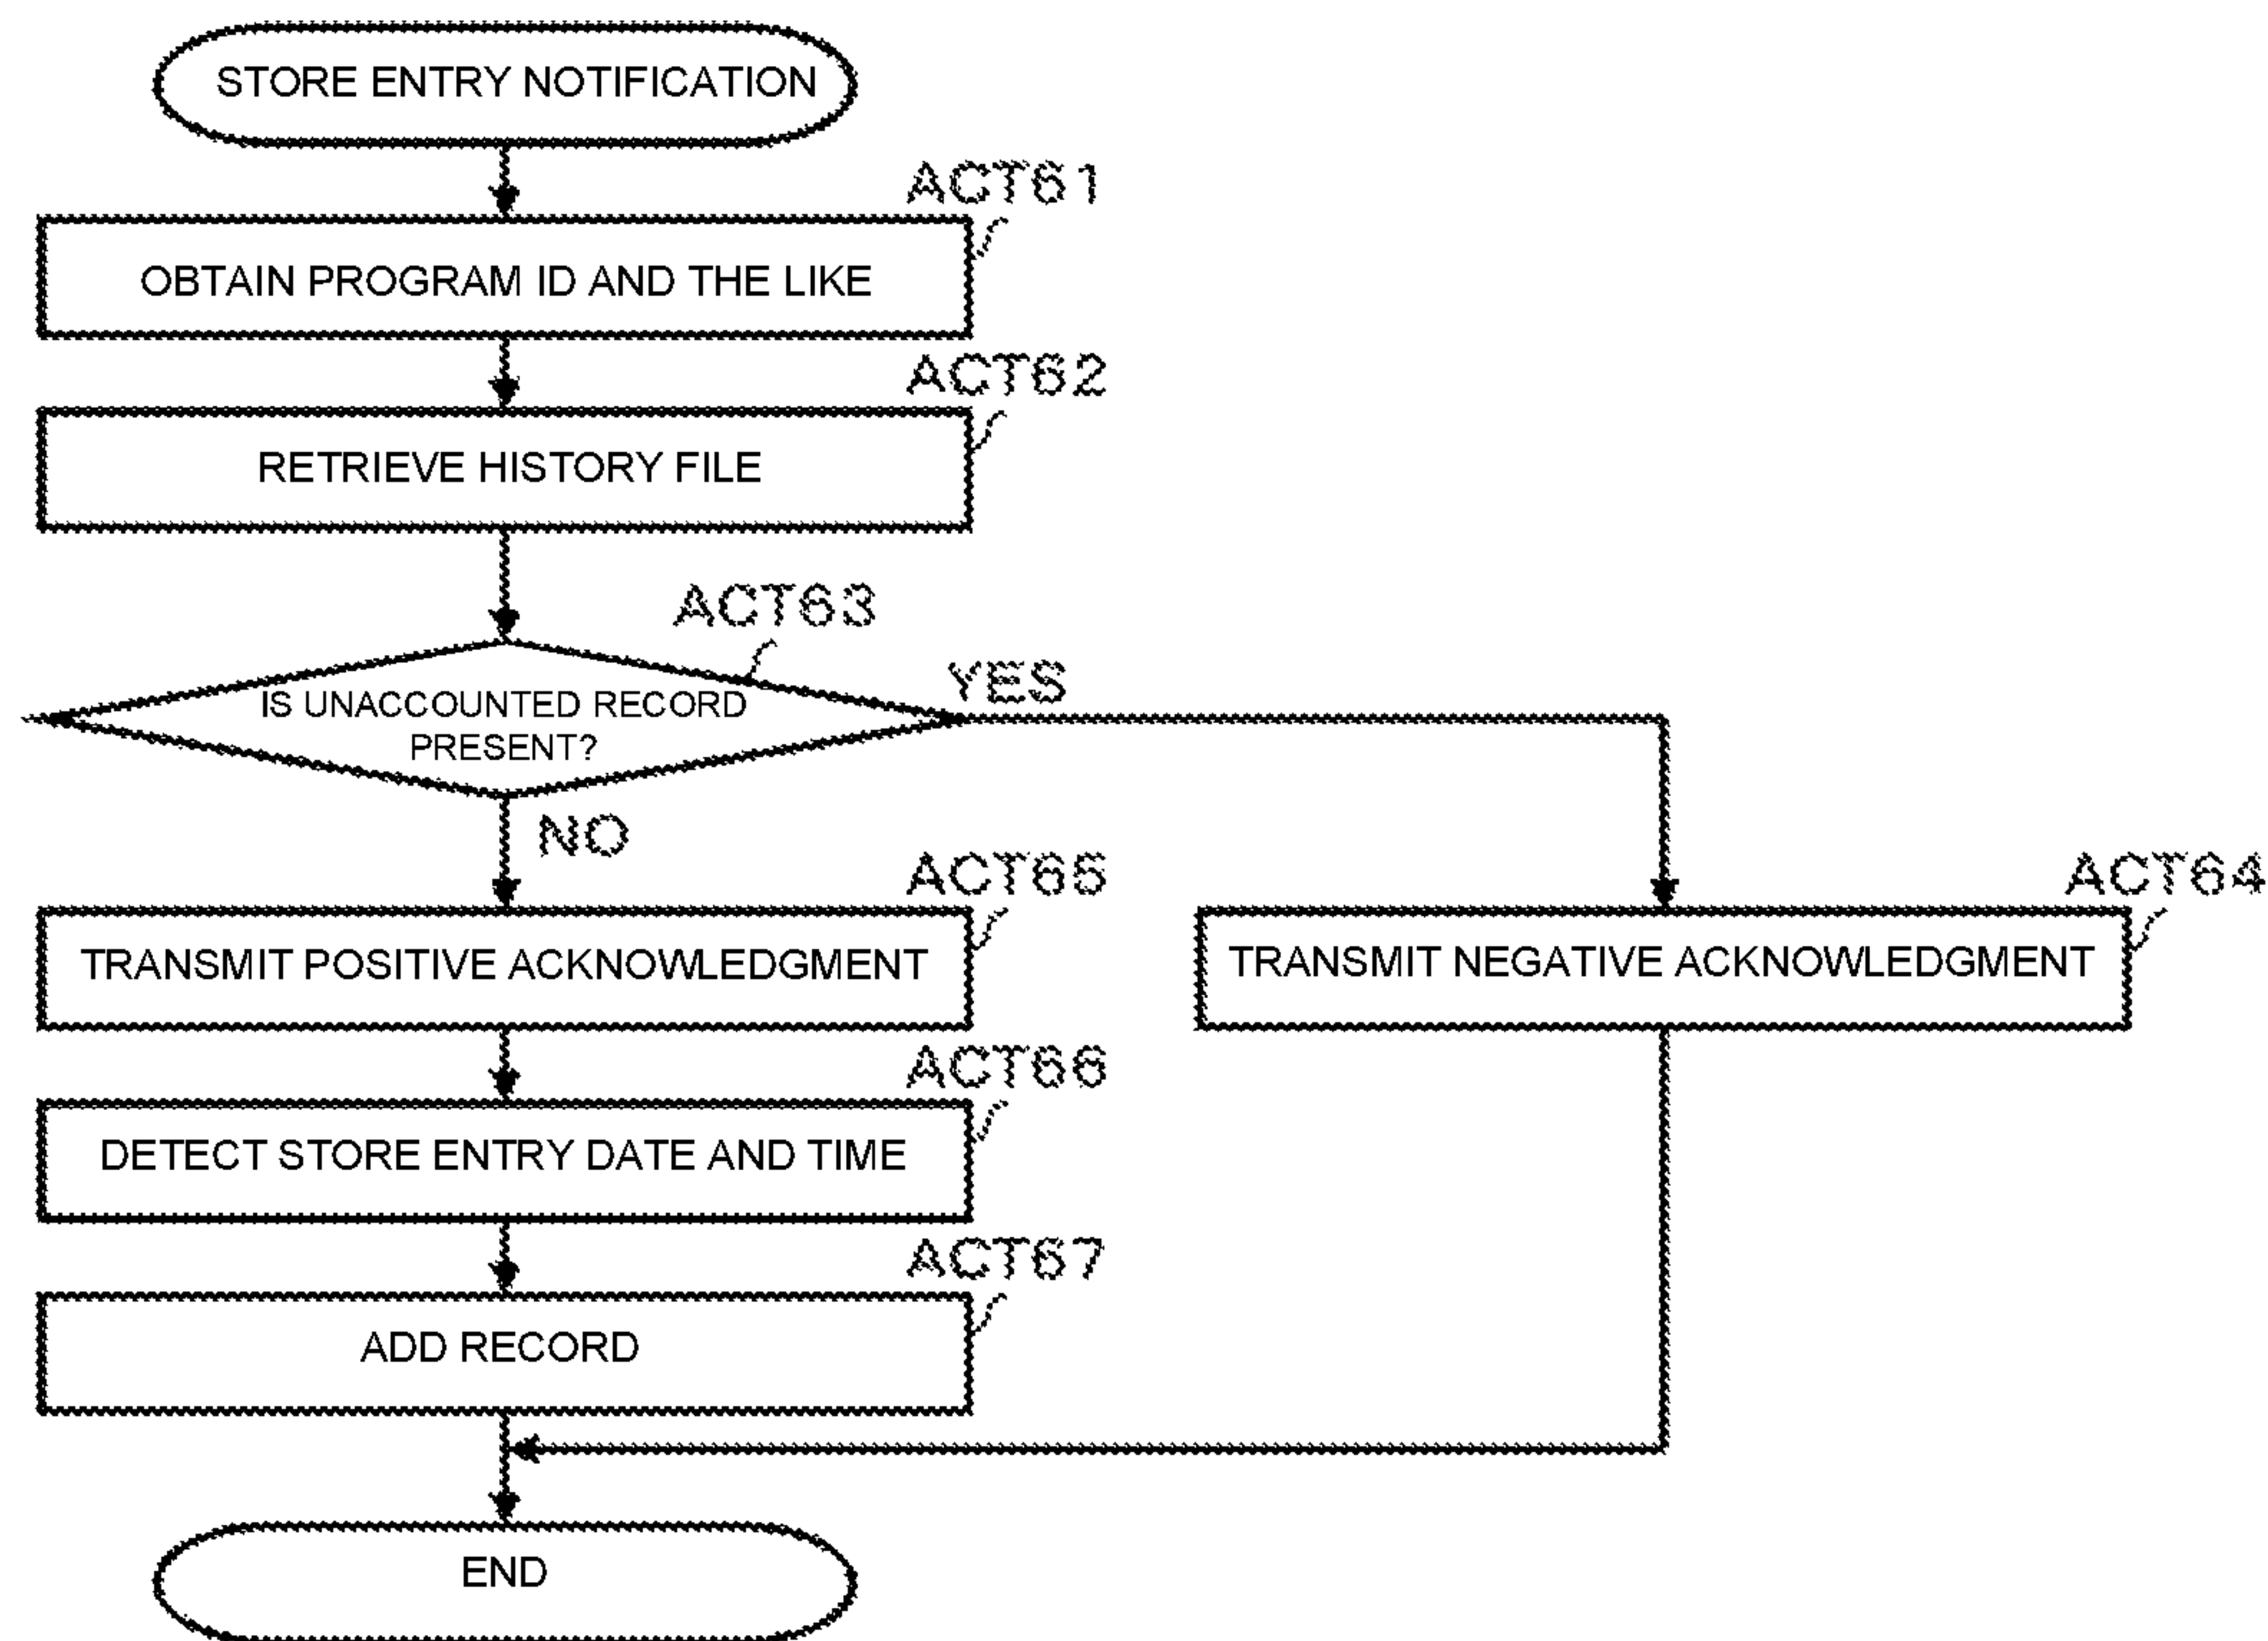 STORE ENTRY NOTIFICATION
ACT61
OBTAIN PROGRAM ID AND THE LIKE
ACT62
RETRIEVE HISTORY FILE
ACT63
IS UNACCOUNTED RECORD
PRESENT?
YES
NO
ACT65
TRANSMIT POSITIVE ACKNOWLEDGMENT
ACT64
TRANSMIT NEGATIVE ACKNOWLEDGMENT
ACT66
DETECT STORE ENTRY DATE AND TIME
ACT67
ADD RECORD
END